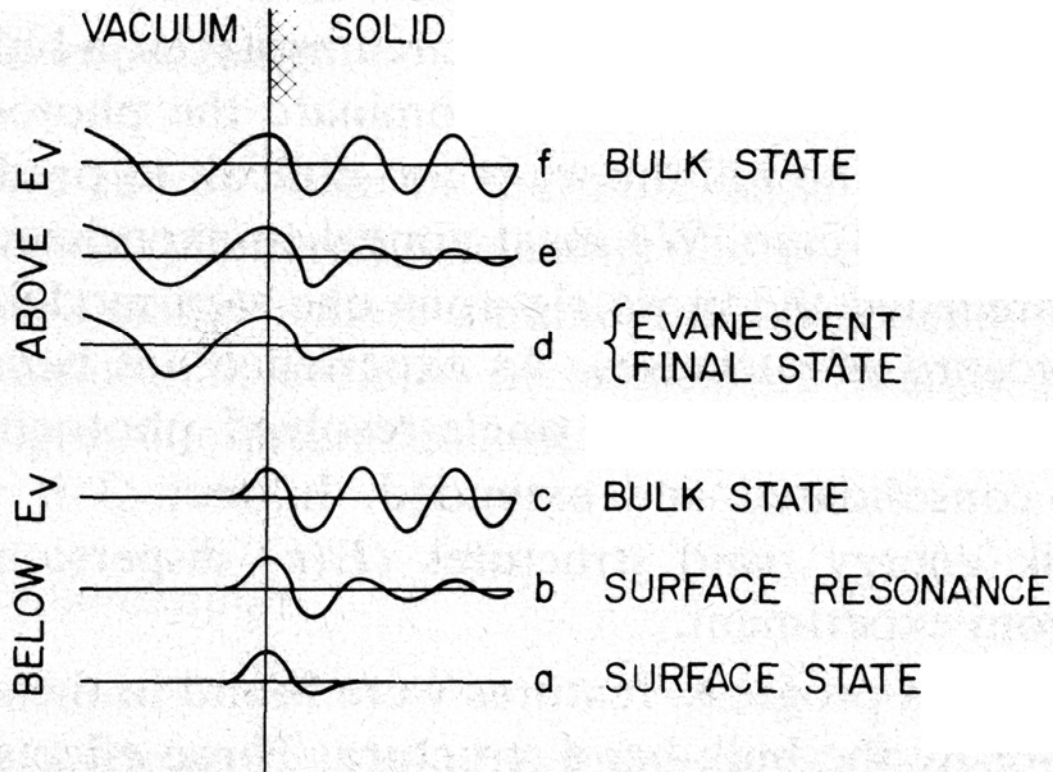 VACUUM SOLID
ABOVE Ev
f BULK STATE
e
d { EVANESCENT
FINAL STATE
BELOW Ev
c BULK STATE
b SURFACE RESONANCE
a SURFACE STATE